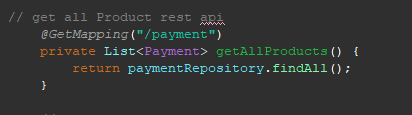 // get all Product rest api
@GetMapping("/payment")
private List<Payment> getAllProducts() {
return paymentRepository.findAll();
}